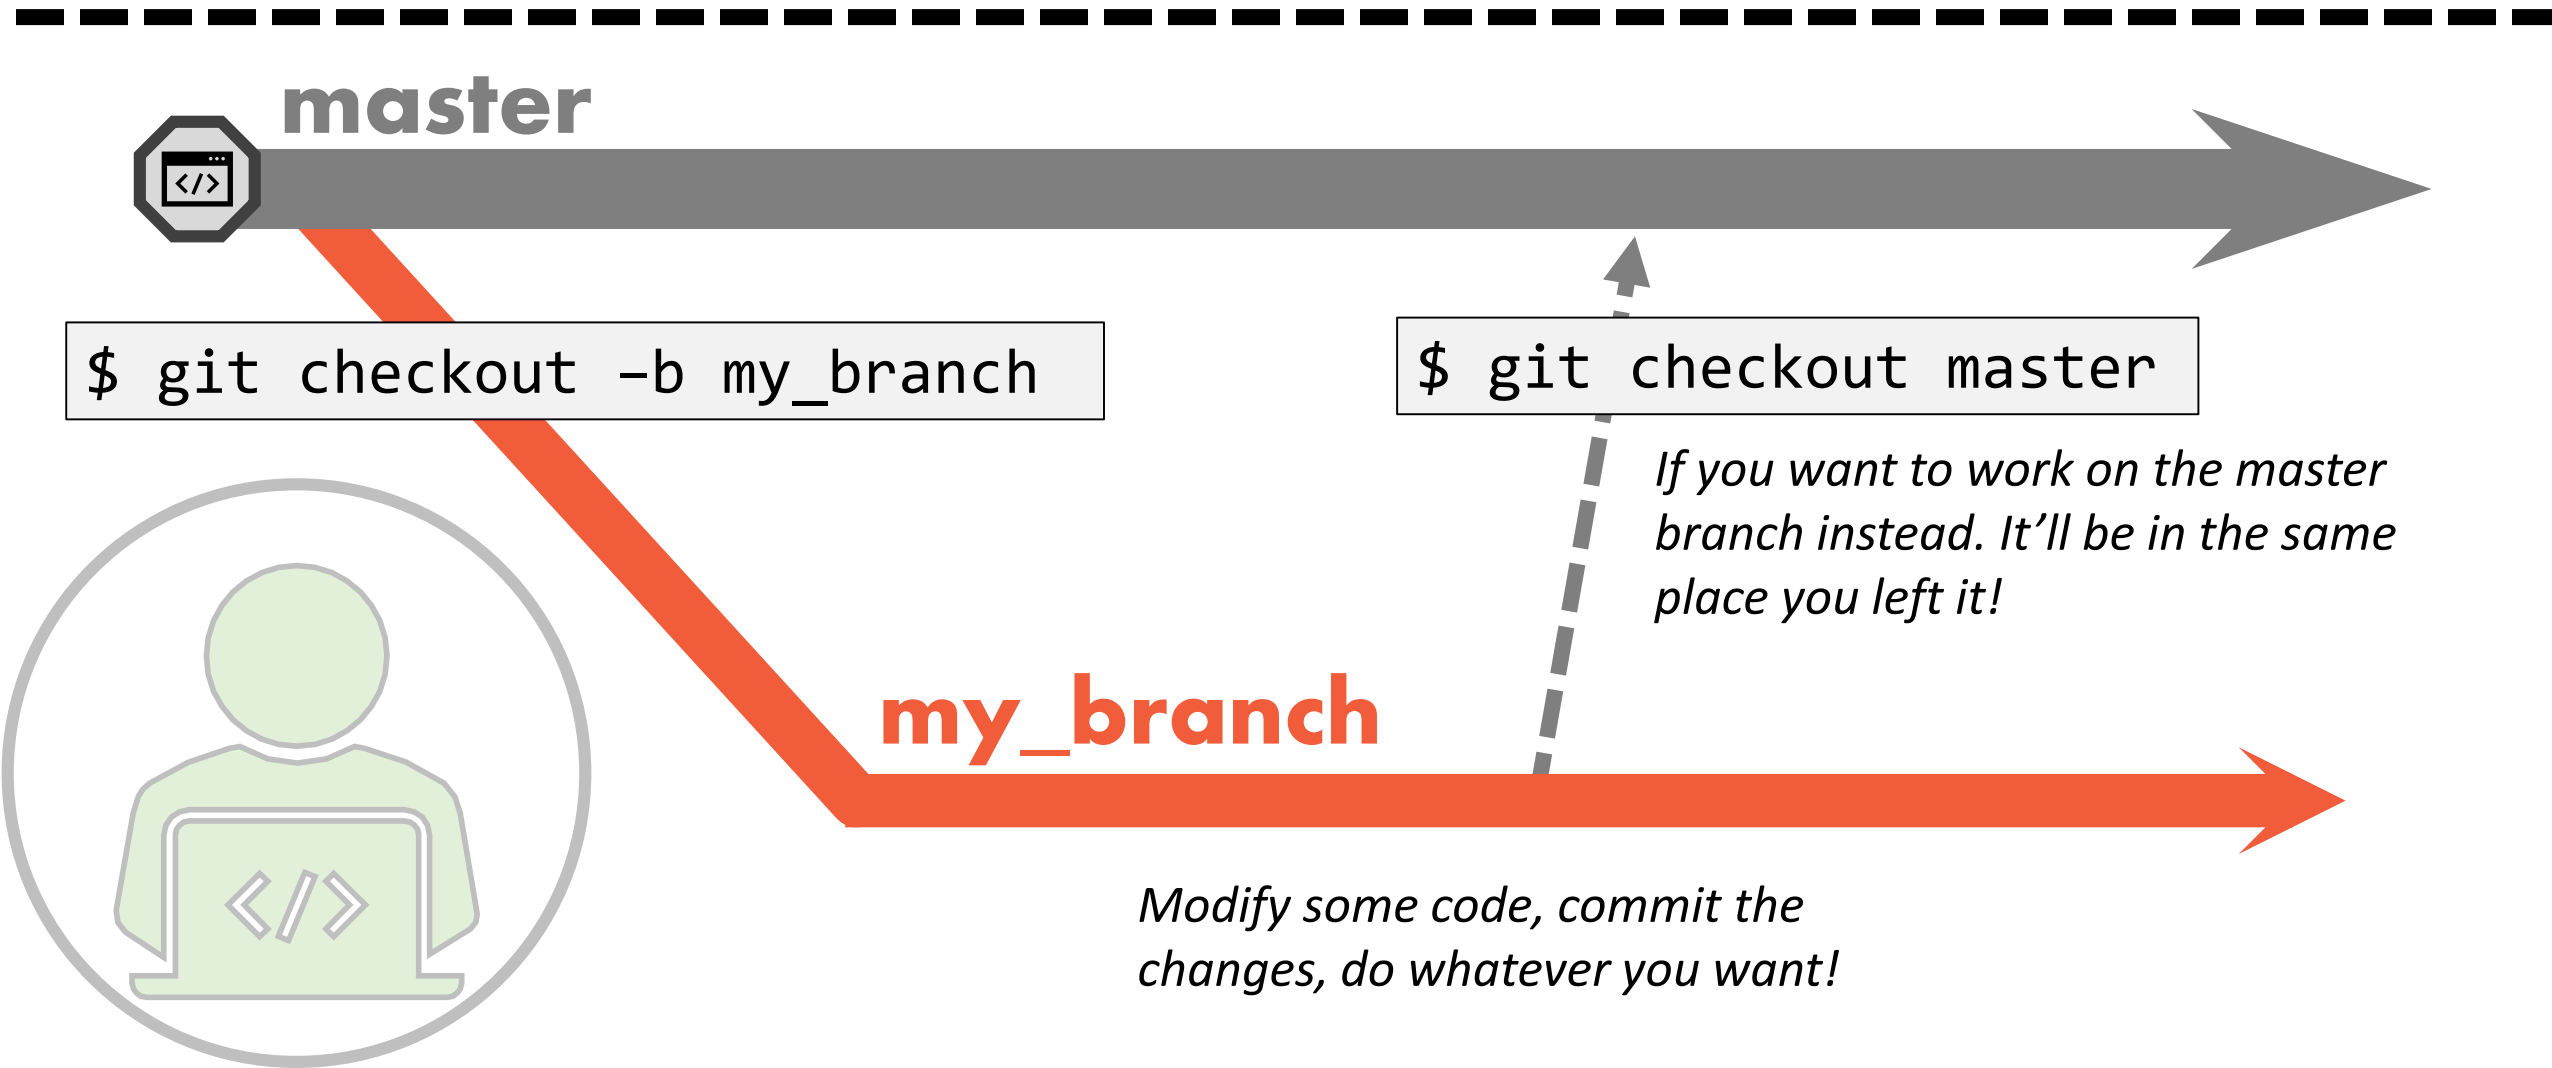 master
</>
$ git checkout –b my_branch
$ git checkout master
If you want to work on the master
branch instead. It’ll be in the same
place you left it!
my_branch
</>
Modify some code, commit the
changes, do whatever you want!